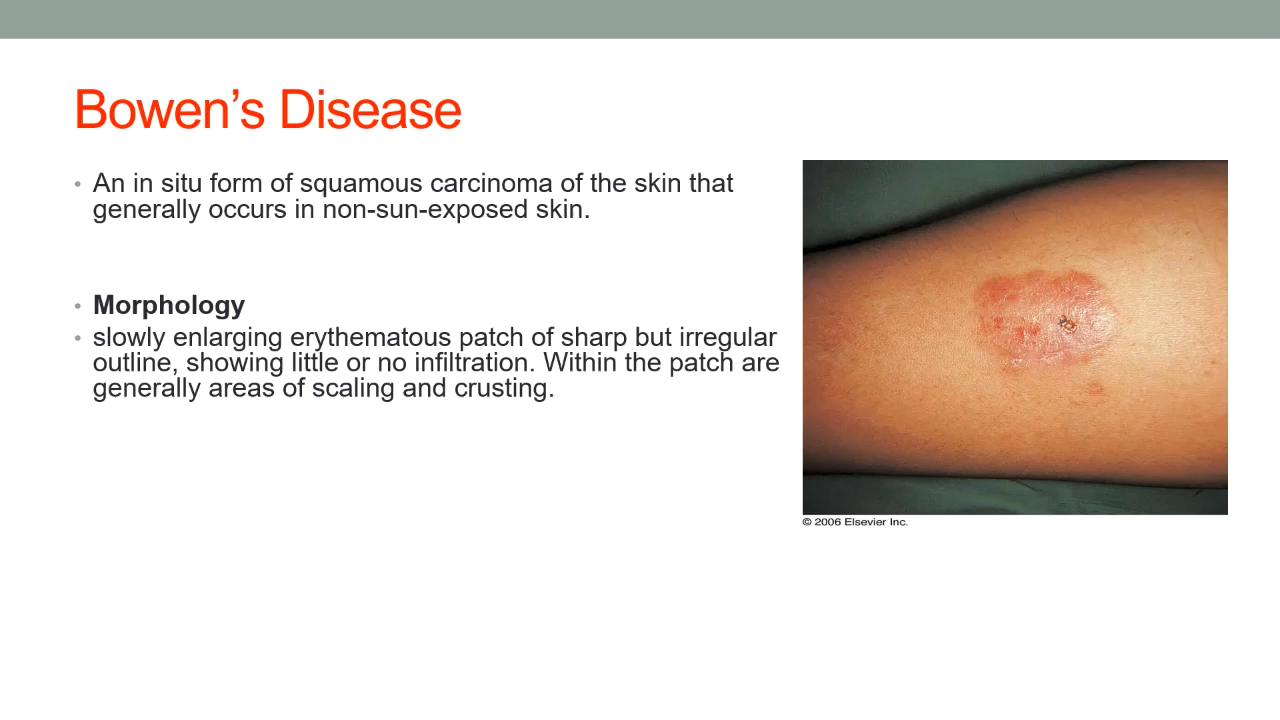 Bowen’s Disease
• An in situ form of squamous carcinoma of the skin that
generally occurs in non-sun-exposed skin.
• Morphology
• slowly enlarging erythematous patch of sharp but irregular
outline, showing little or no infiltration. Within the patch are
generally areas of scaling and crusting.
© 2006 Elsevier Inc.